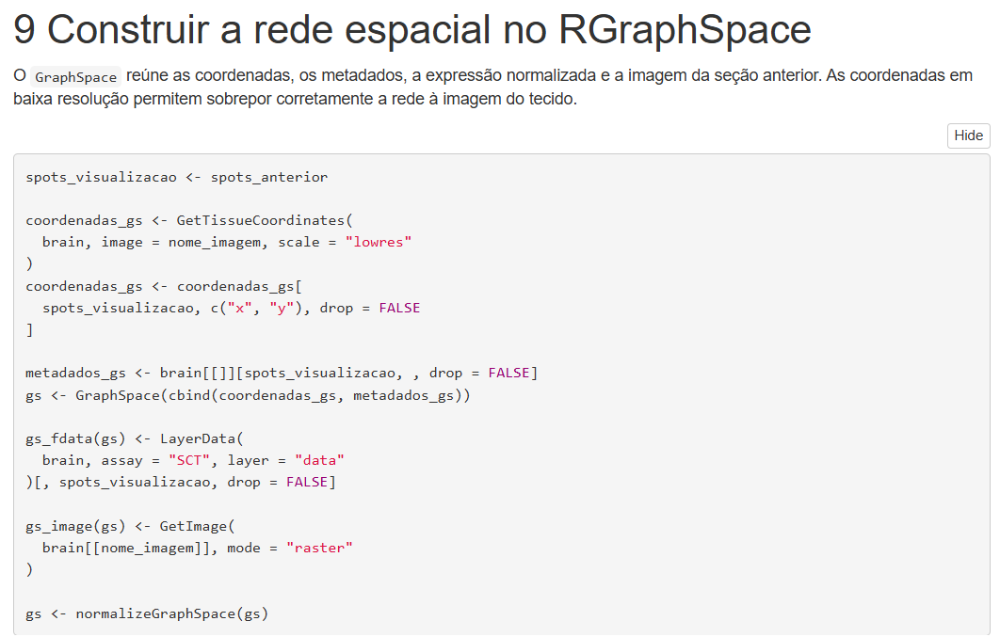 9 Construir a rede espacial no RGraphSpace
O GraphSpace reúne as coordenadas, os metadados, a expressão normalizada e a imagem da seção anterior. As coordenadas em
baixa resolução permitem sobrepor corretamente a rede à imagem do tecido.
Hide
spots_visualizacao <- spots_anterior
coordenadas_gs <- GetTissueCoordinates(
  brain, image = nome_imagem, scale = "lowres"
)
coordenadas_gs <- coordenadas_gs[
  spots_visualizacao, c("x", "y"), drop = FALSE
]
metadados_gs <- brain[[]][spots_visualizacao, , drop = FALSE]
gs <- GraphSpace(cbind(coordenadas_gs, metadados_gs))
gs_fdata(gs) <- LayerData(
  brain, assay = "SCT", layer = "data"
)[, spots_visualizacao, drop = FALSE]
gs_image(gs) <- GetImage(
  brain[[nome_imagem]], mode = "raster"
)
gs <- normalizeGraphSpace(gs)